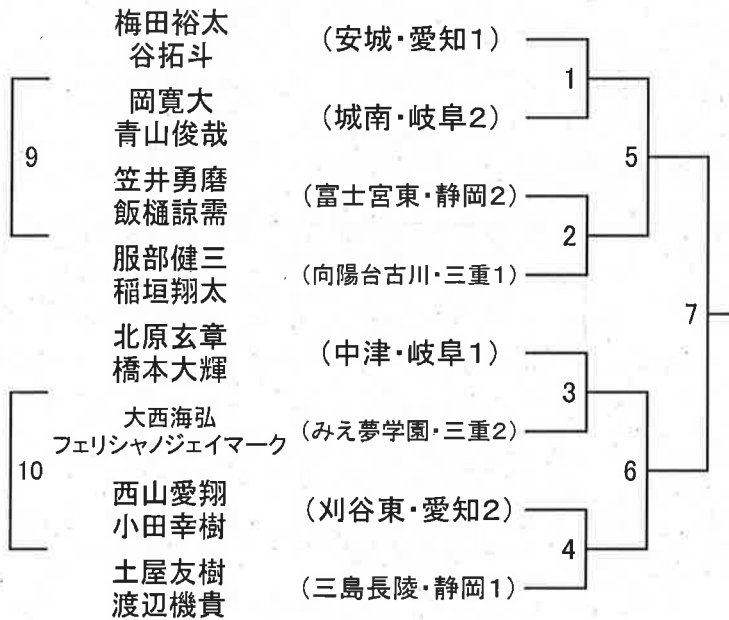 梅田裕太
谷拓斗
(安城・愛知1)
1
岡寛大
青山俊哉
(城南・岐阜2)
9
5
笠井勇磨
飯樋諒需
(富士宮東・静岡2)
2
服部健三
稲垣翔太
(向陽台古川・三重1)
7
北原玄章
橋本大輝
(中津・岐阜1)
3
大西海弘
フェリシャノジェイマーク
(みえ夢学園・三重2)
10
6
西山愛翔
小田幸樹
(刈谷東・愛知2)
4
土屋友樹
渡辺機貴
(三島長陵・静岡1)